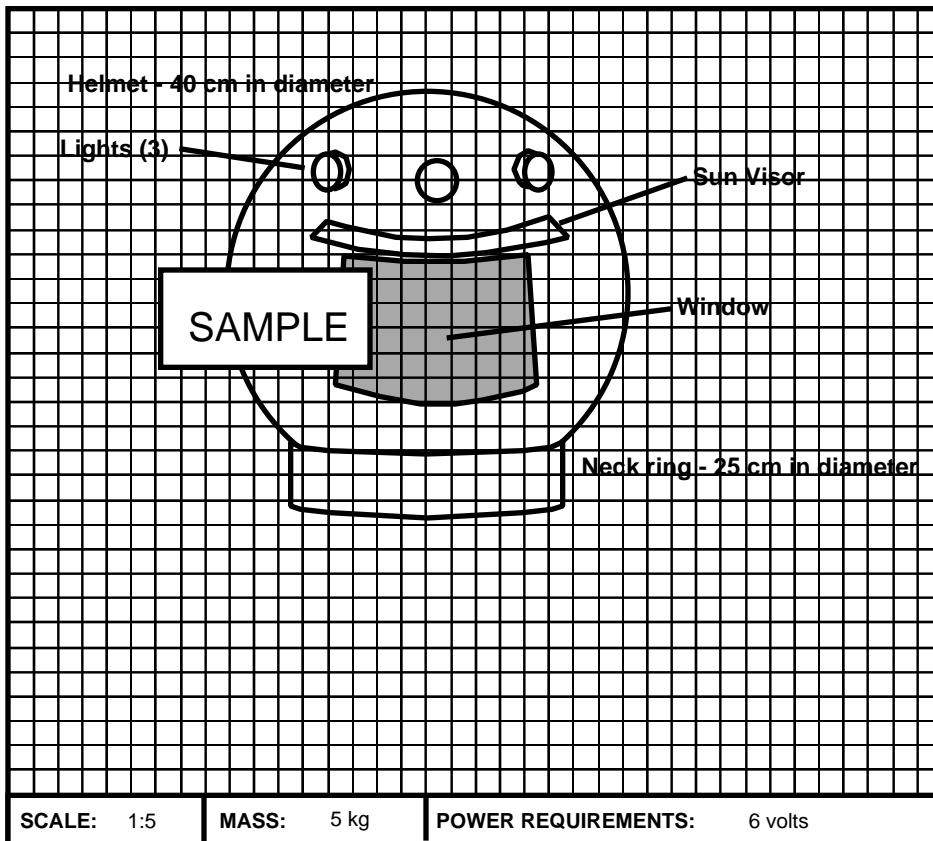 Helmet - 40 cm in diameter
Lights (3)
Sun Visor
SAMPLE
Window
Neck ring - 25 cm in diameter
SCALE: 1:5 MASS: 5 kg POWER REQUIREMENTS: 6 volts